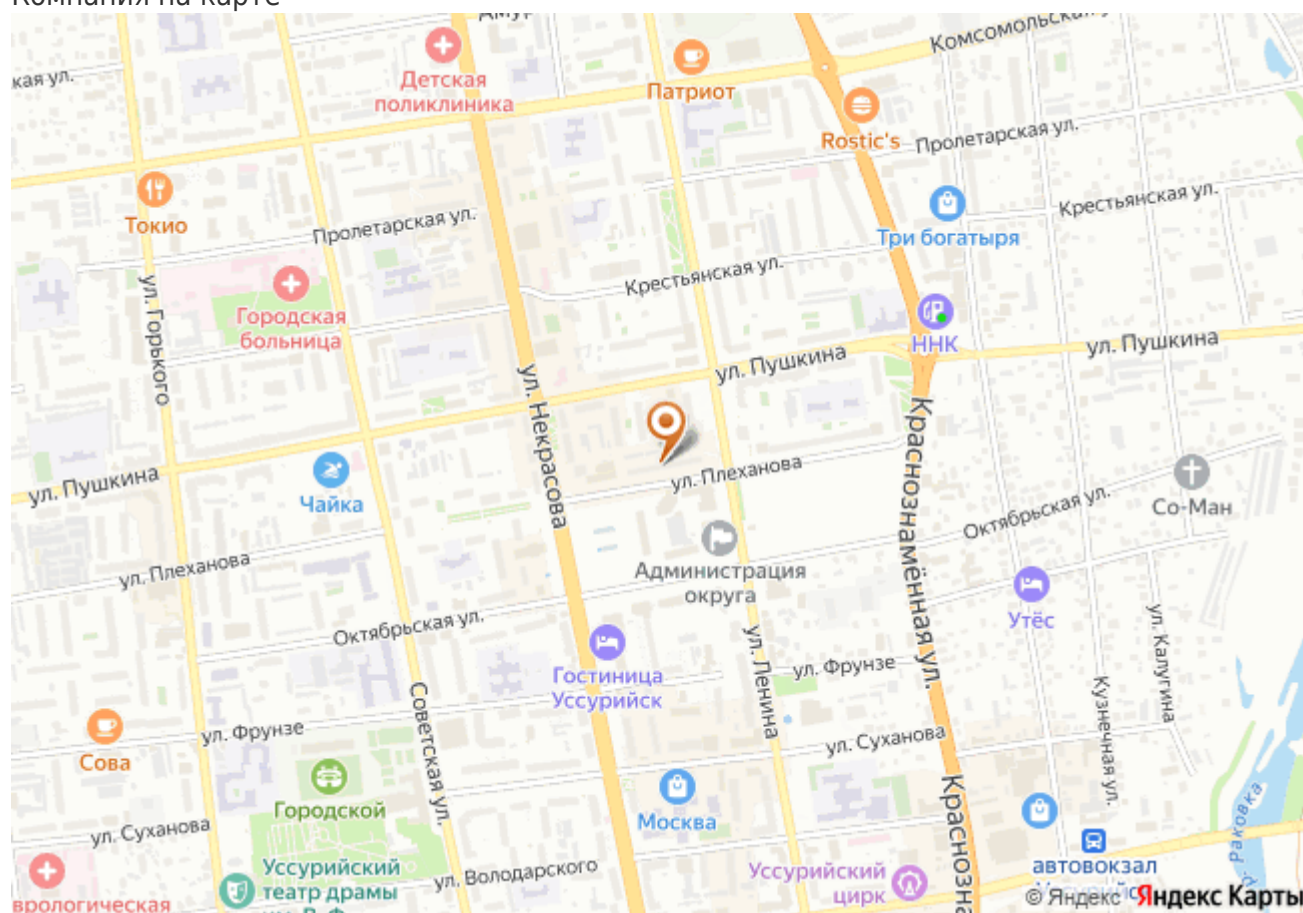 Компания на карте
Комсомольская
кая ул.
Детская
поликлиника
Патриот
Rostic's
Пролетарская ул.
Токио
Пролетарская ул.
Крестьянская ул.
Три богатыря
Крестьянская ул.
ул. Горького
Городская
больница
ННК
ул. Пушкина
ул. Пушкина
ул. Некрасова
Краснознамённая ул.
ул. Пушкина
Чайка
ул. Плеханова
Октябрьская ул.
Со-Ман
ул. Плеханова
Администрация
округа
Утёс
Октябрьская ул.
ул. Ленина
ул. Калугина
Гостиница
Уссурийск
ул. Фрунзе
Советская ул.
Кузнечная ул.
Сова
ул. Фрунзе
ул. Суханова
Городской
Москва
Краснозна
р. Раковка
ул. Суханова
Уссурийский
театр драмы
ул. Володарского
Уссурийский
цирк
автовокзал
врологическая
© Яндекс Яндекс Карты